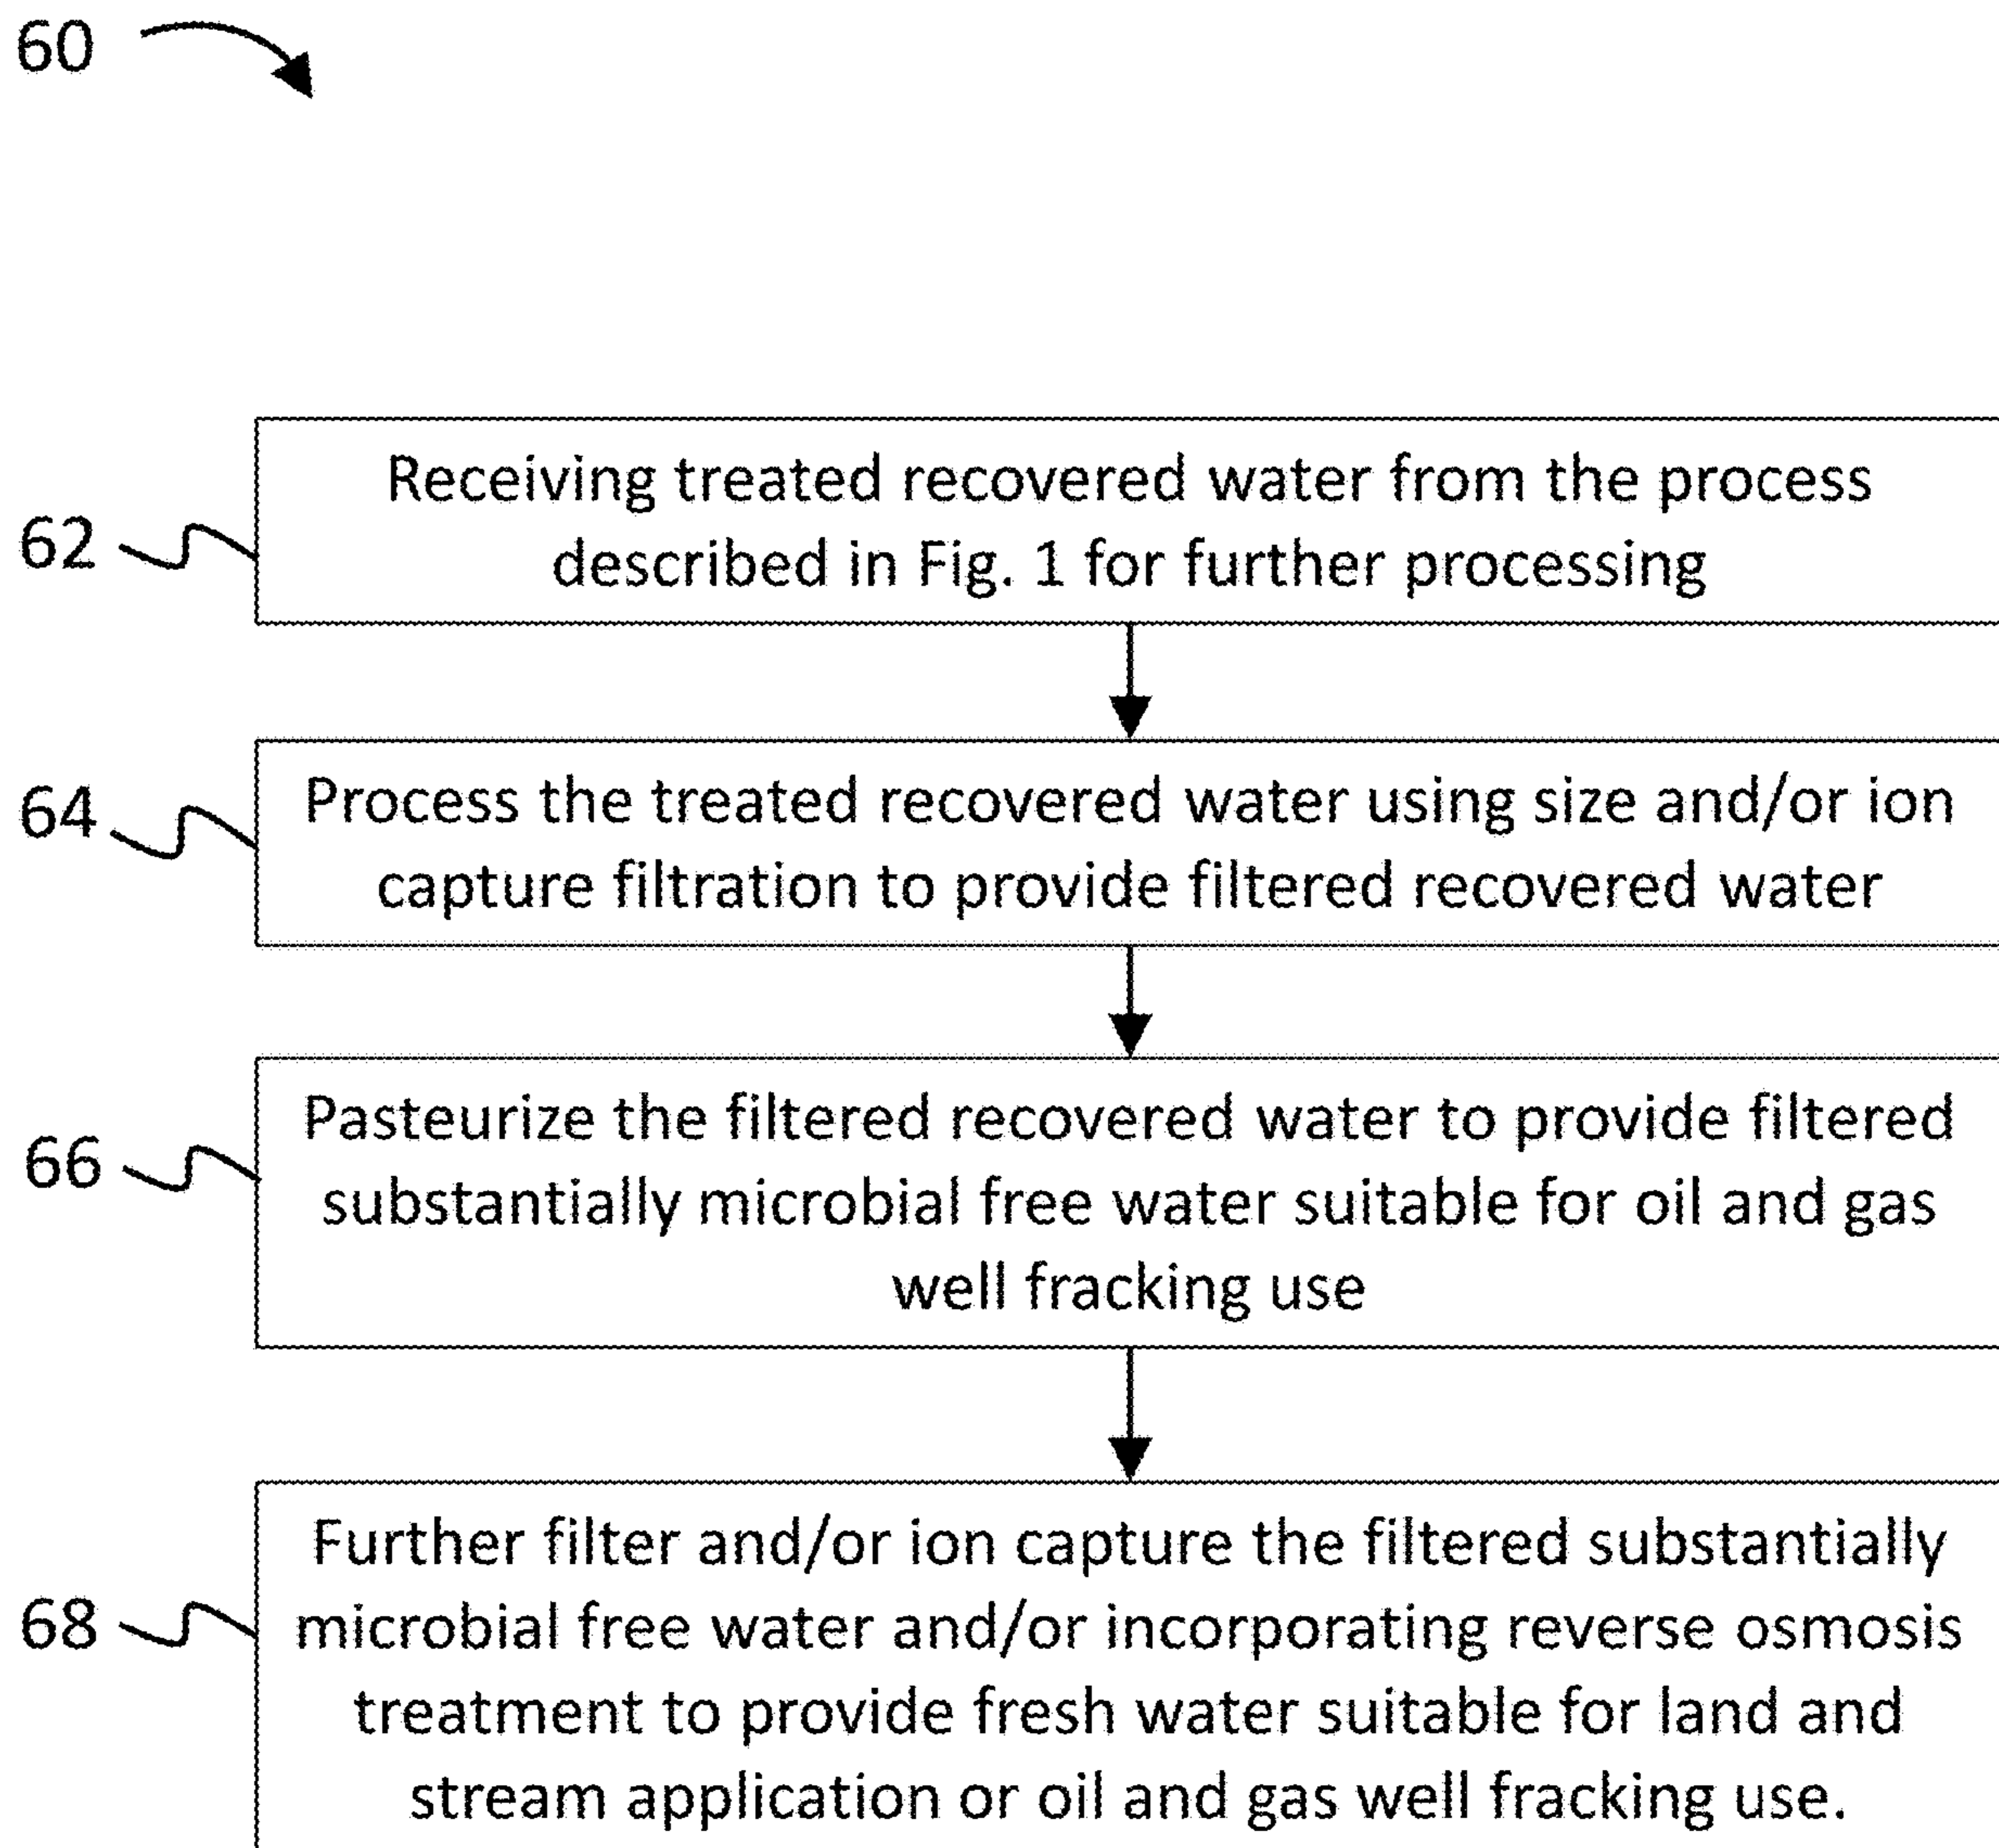 60
62
Receiving treated recovered water from the process
described in Fig. 1 for further processing
64
Process the treated recovered water using size and/or ion
capture filtration to provide filtered recovered water
66
Pasteurize the filtered recovered water to provide filtered
substantially microbial free water suitable for oil and gas
well fracking use
68
Further filter and/or ion capture the filtered substantially
microbial free water and/or incorporating reverse osmosis
treatment to provide fresh water suitable for land and
stream application or oil and gas well fracking use.